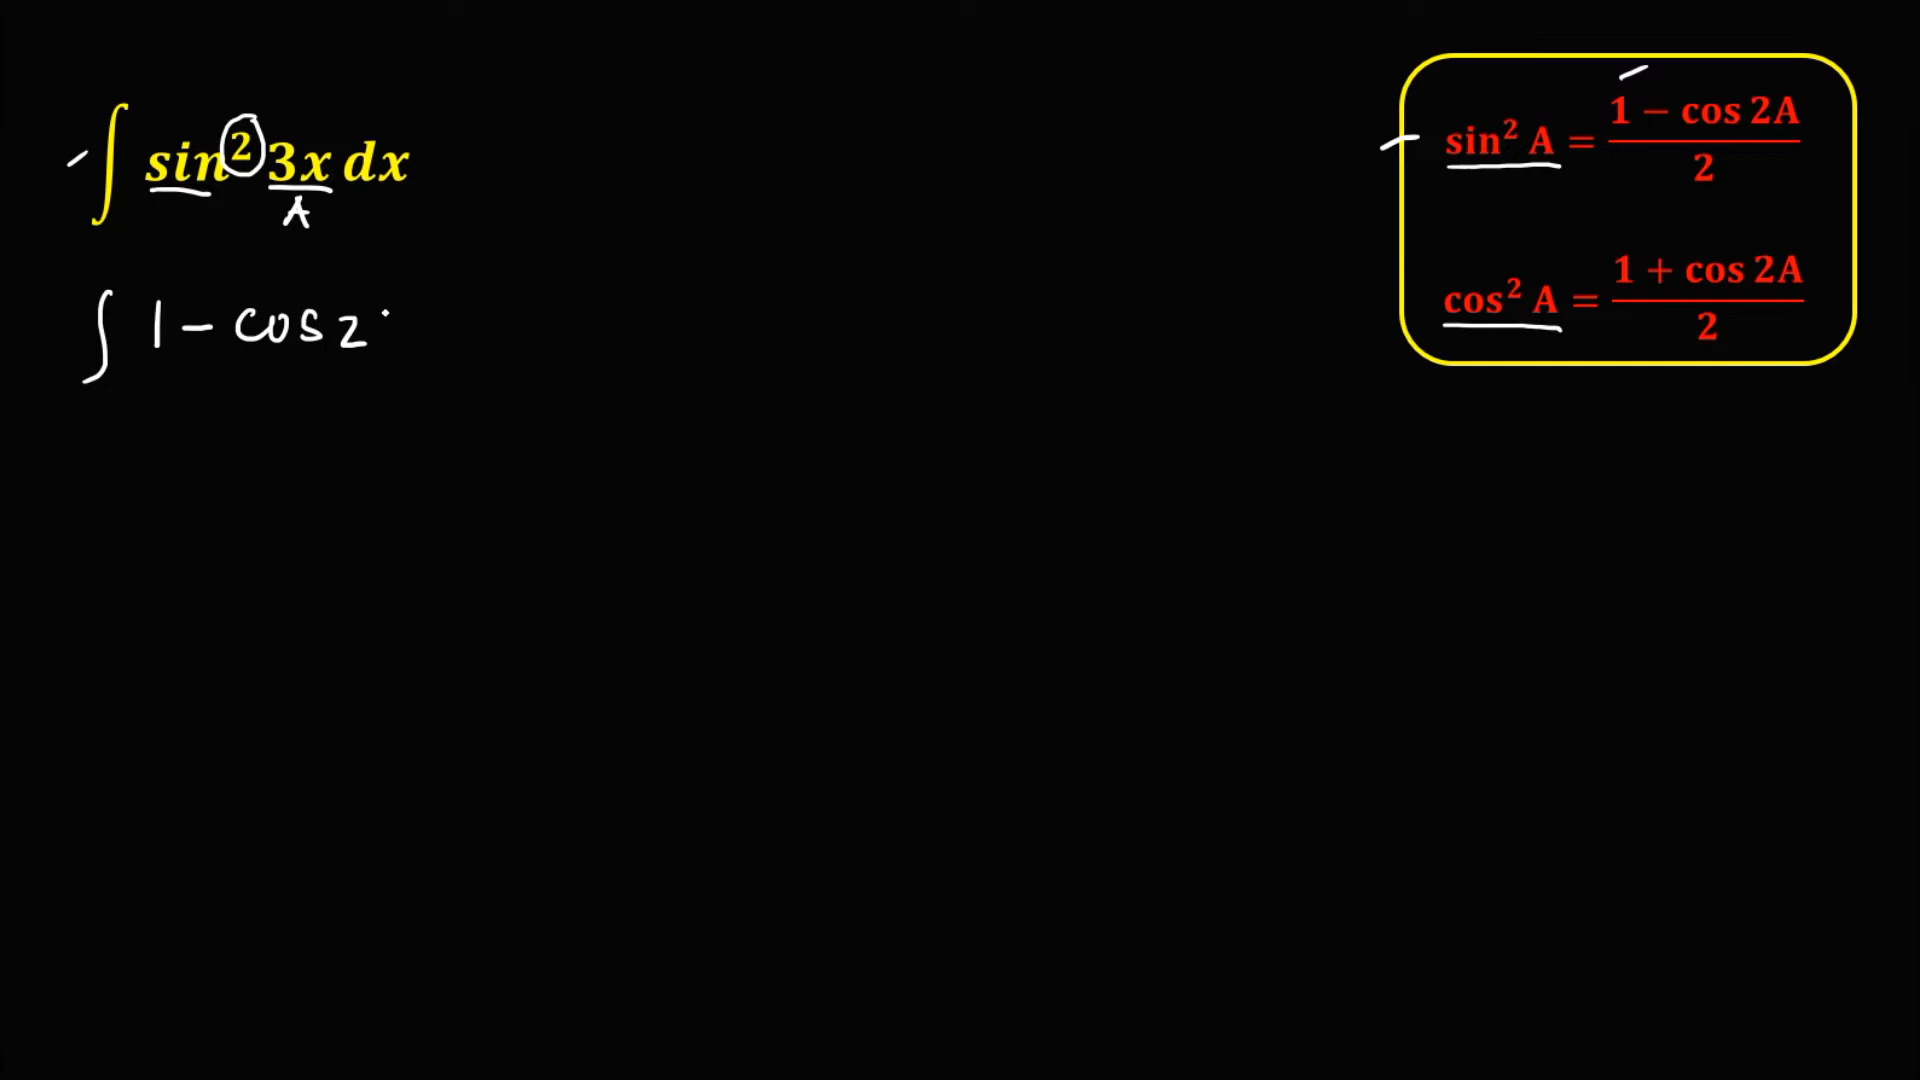 ∫ sin² 3x dx
A
∫ 1 - cos 2
sin² A = (1 − cos 2A)/2
cos² A = (1 + cos 2A)/2